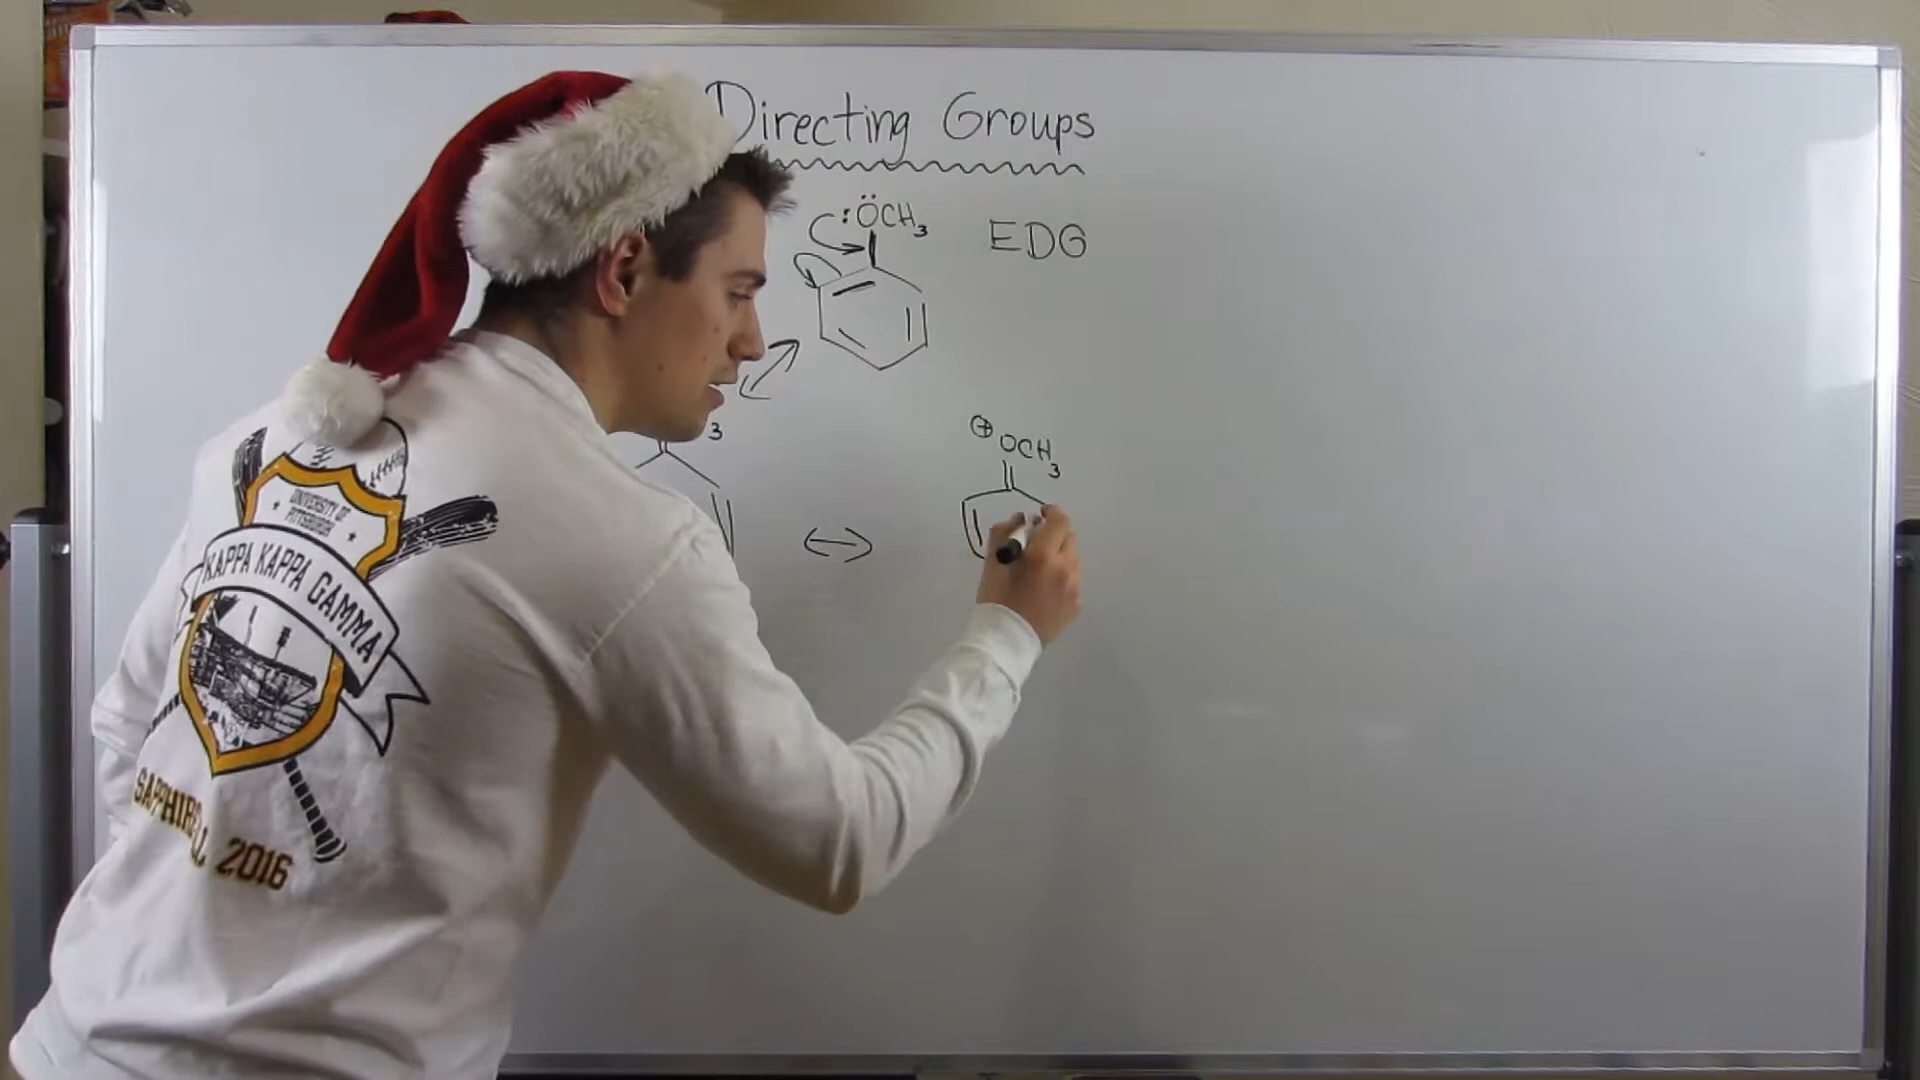 Directing Groups
:ÖCH3
EDG
3
⊕ OCH3
UNIVERSITY OF
PITTSBURGH
KAPPA KAPPA GAMMA
2016